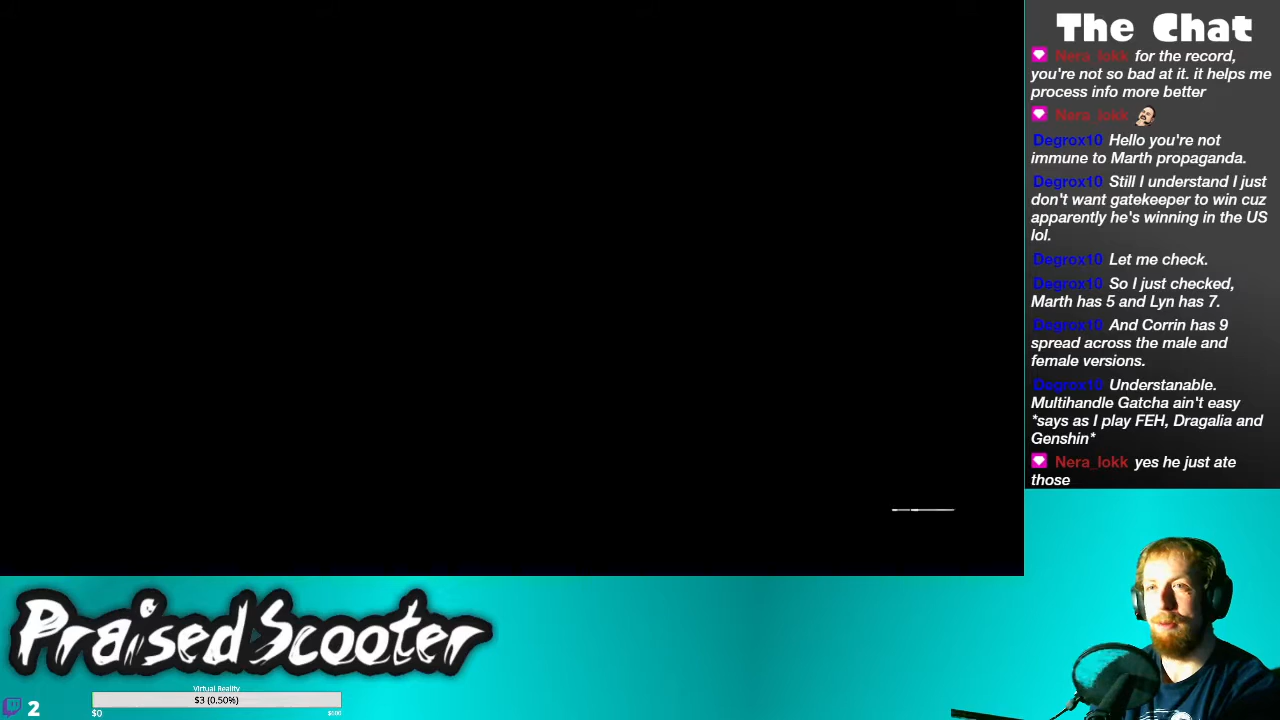 The Chat
Nera_lokk for the record,
you're not so bad at it. it helps me
process info more better
Nera_lokk
Degrox10 Hello you're not
immune to Marth propaganda.
Degrox10 Still I understand I just
don't want gatekeeper to win cuz
apparently he's winning in the US
lol.
Degrox10 Let me check.
Degrox10 So I just checked,
Marth has 5 and Lyn has 7.
Degrox10 And Corrin has 9
spread across the male and
female versions.
Degrox10 Understanable.
Multihandle Gatcha ain't easy
*says as I play FEH, Dragalia and
Genshin*
Nera_lokk yes he just ate
those
PraisedScooter
Virtual Reality
$3 (0.50%)
2
$0